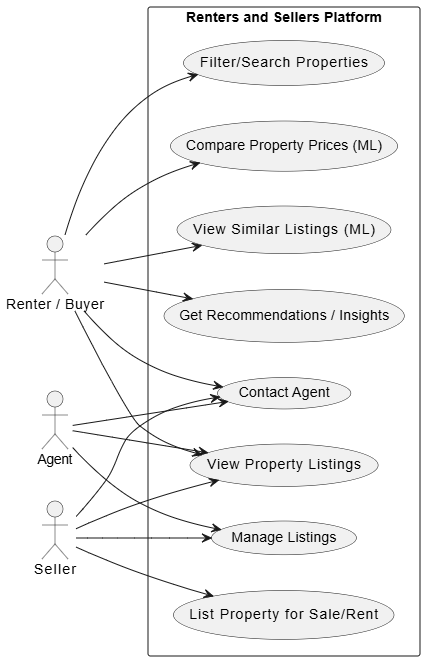 Renters and Sellers Platform
Filter/Search Properties
Compare Property Prices (ML)
View Similar Listings (ML)
Renter / Buyer
Get Recommendations / Insights
Contact Agent
Agent
View Property Listings
Manage Listings
Seller
List Property for Sale/Rent